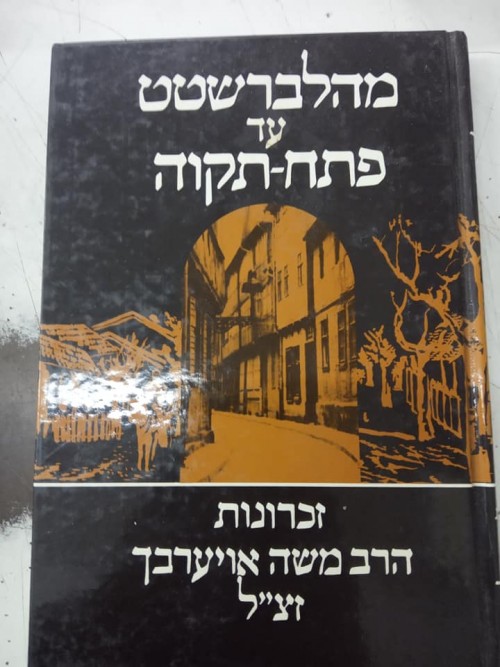 מהלברשטט
עד
פתח-תקוה
זכרונות
הרב משה אויערבך
זצ״ל